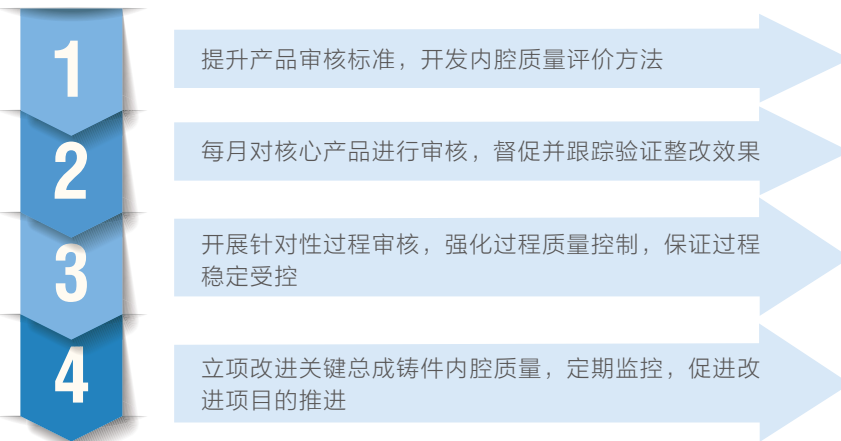 1
提升产品审核标准，开发内腔质量评价方法
2
每月对核心产品进行审核，督促并跟踪验证整改效果
3
开展针对性过程审核，强化过程质量控制，保证过程
稳定受控
4
立项改进关键总成铸件内腔质量，定期监控，促进改
进项目的推进